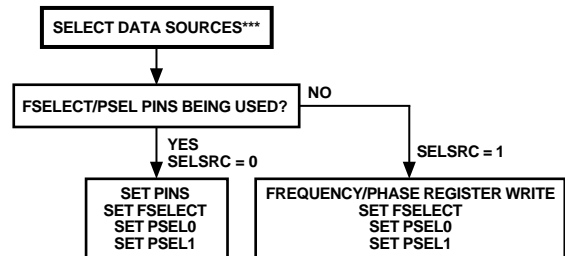 SELECT DATA SOURCES***
FSELECT/PSEL PINS BEING USED?
NO
YES
SELSRC = 0
SELSRC = 1
SET PINS
SET FSELECT
SET PSEL0
SET PSEL1
FREQUENCY/PHASE REGISTER WRITE
SET FSELECT
SET PSEL0
SET PSEL1